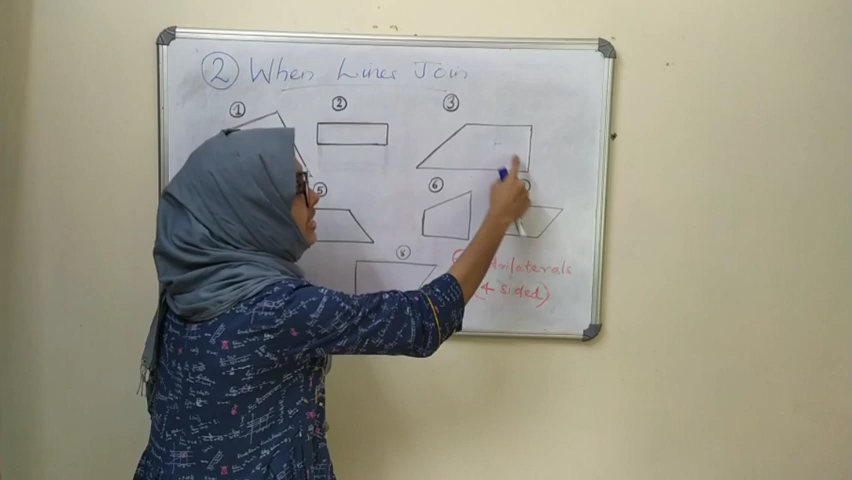 ② When Lines Join
① ② ③
⑤ ⑥
⑧
(4 sided)